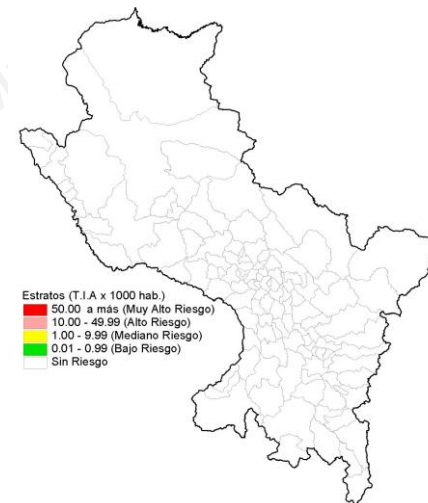 Estratos (T.I.A x 1000 hab.)
50.00 a más (Muy Alto Riesgo)
10.00 - 49.99 (Alto Riesgo)
1.00 - 9.99 (Mediano Riesgo)
0.01 - 0.99 (Bajo Riesgo)
Sin Riesgo